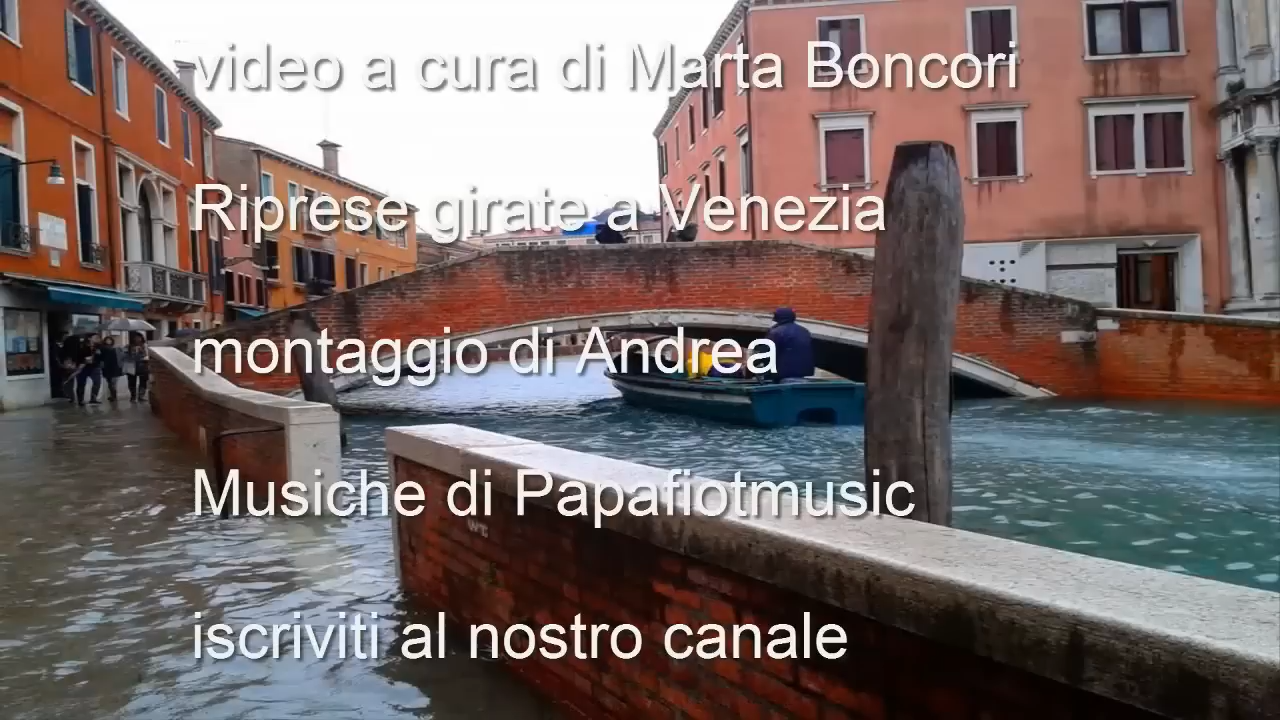 video a cura di Marta Boncori
Riprese girate a Venezia
montaggio di Andrea
Musiche di Papafiotmusic
iscriviti al nostro canale